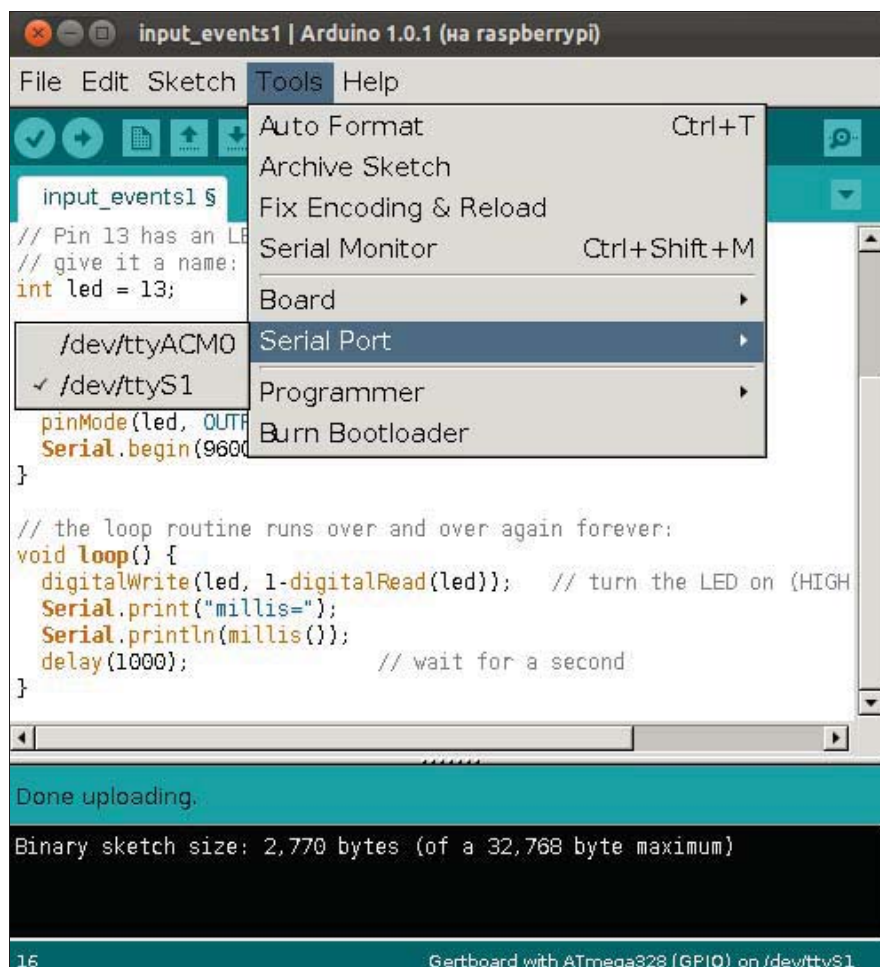 input_events1 | Arduino 1.0.1 (на raspberrypi)
File Edit Sketch Tools Help
Auto Format Ctrl+T
Archive Sketch
Fix Encoding & Reload
Serial Monitor Ctrl+Shift+M
Board
Serial Port
Programmer
Burn Bootloader
/dev/ttyACM0
✓ /dev/ttyS1
input_events1 §
// Pin 13 has an LE
// give it a name:
int led = 13;
pinMode(led, OUTP
Serial.begin(9600
}
// the loop routine runs over and over again forever:
void loop() {
digitalWrite(led, 1-digitalRead(led)); // turn the LED on (HIGH
Serial.print("millis=");
Serial.println(millis());
delay(1000); // wait for a second
}
Done uploading.
Binary sketch size: 2,770 bytes (of a 32,768 byte maximum)
16 Gertboard with ATmega328 (GPIO) on /dev/ttyS1